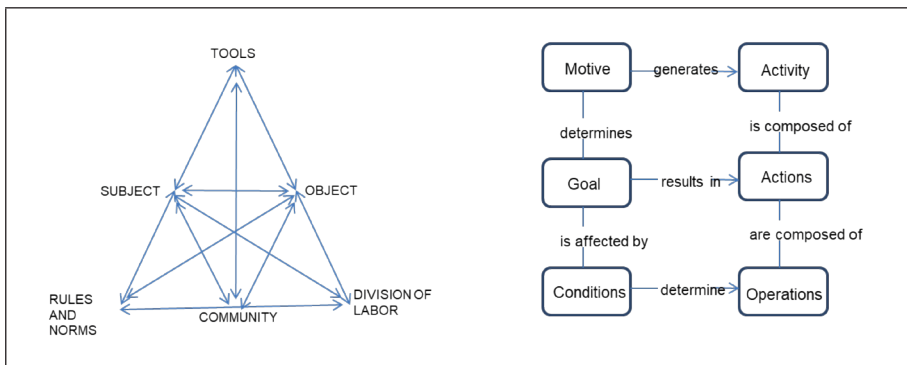 TOOLS
SUBJECT
OBJECT
RULES
AND
NORMS
COMMUNITY
DIVISION OF
LABOR
Motive
generates
Activity
determines
is composed of
Goal
results in
Actions
is affected by
are composed of
Conditions
determine
Operations